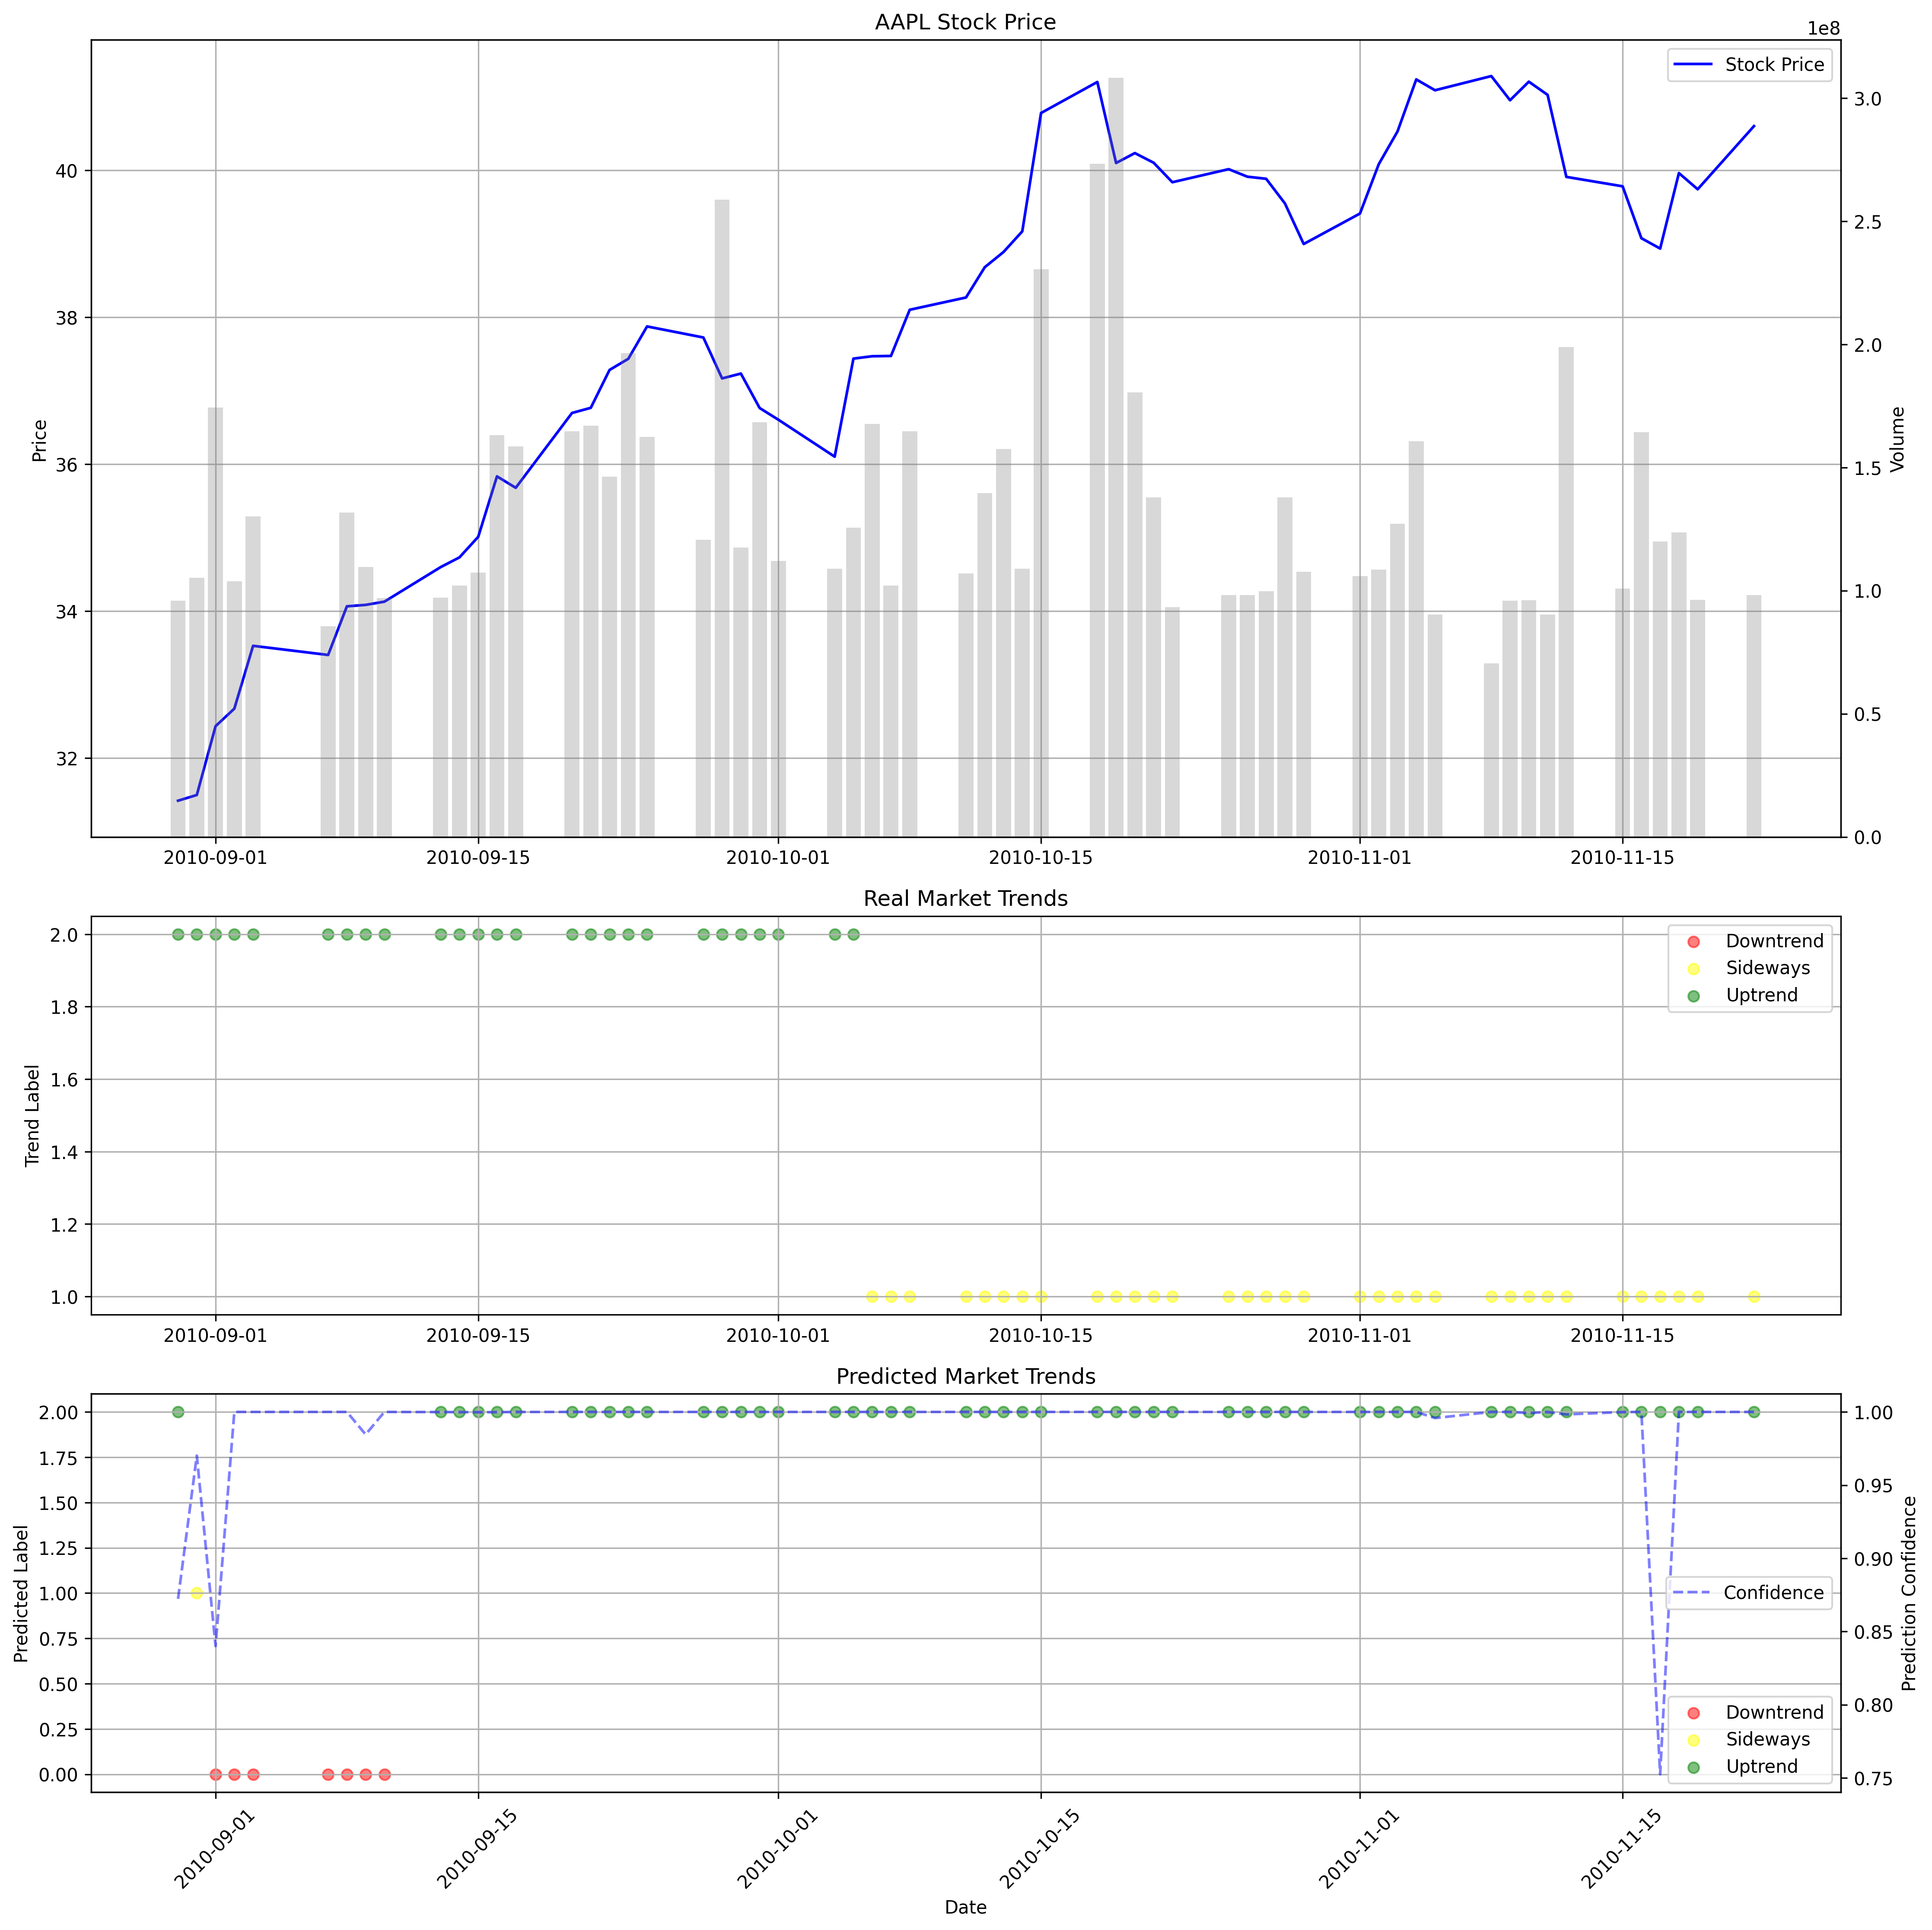 AAPL Stock Price
1e8
Stock Price
Price
40
38
36
34
32
3.0
2.5
2.0
1.5
1.0
0.5
0.0
Volume
2010-09-01 2010-09-15 2010-10-01 2010-10-15 2010-11-01 2010-11-15
Real Market Trends
Trend Label
2.0
1.8
1.6
1.4
1.2
1.0
Downtrend
Sideways
Uptrend
2010-09-01 2010-09-15 2010-10-01 2010-10-15 2010-11-01 2010-11-15
Predicted Market Trends
Predicted Label
2.00
1.75
1.50
1.25
1.00
0.75
0.50
0.25
0.00
1.00
0.95
0.90
0.85
0.80
0.75
Prediction Confidence
Confidence
Downtrend
Sideways
Uptrend
2010-09-01 2010-09-15 2010-10-01 2010-10-15 2010-11-01 2010-11-15
Date